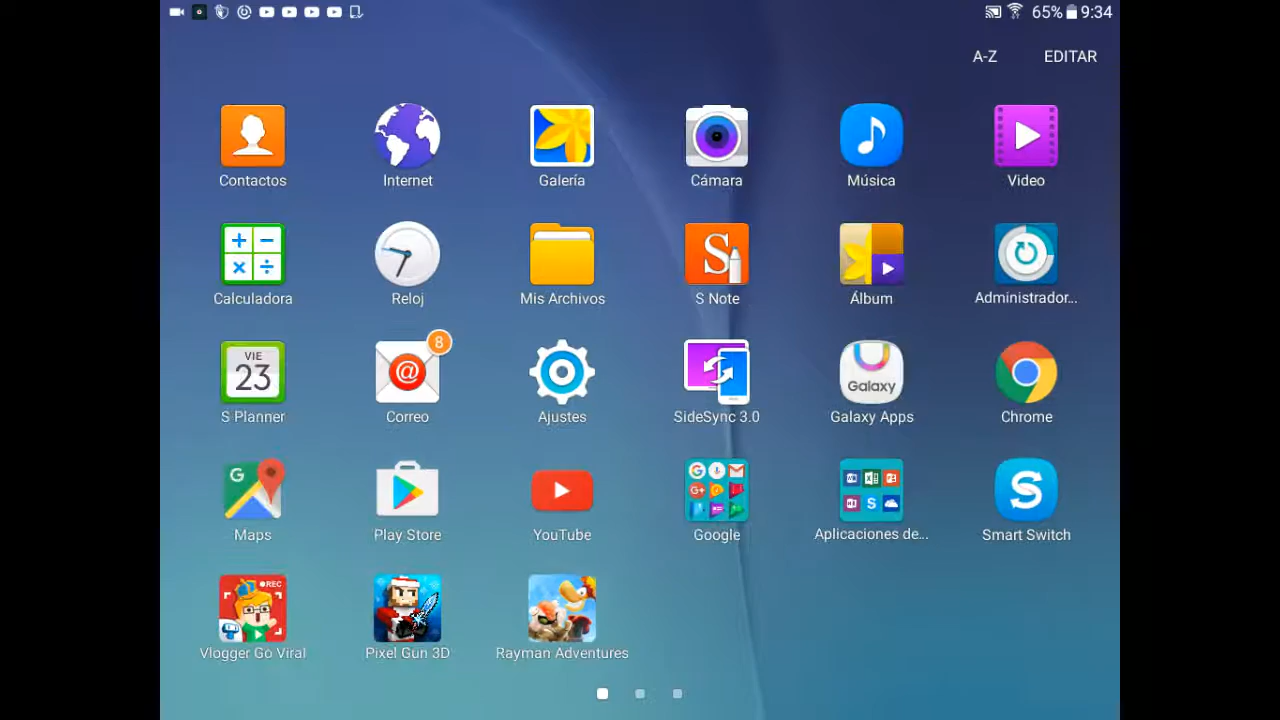 65% 9:34
A-Z EDITAR
Contactos Internet Galería Cámara Música Video
Calculadora Reloj Mis Archivos S Note Álbum Administrador...
VIE
23
8
@
Galaxy
S Planner Correo Ajustes SideSync 3.0 Galaxy Apps Chrome
G
Maps Play Store YouTube Google Aplicaciones de... Smart Switch
REC
Vlogger Go Viral Pixel Gun 3D Rayman Adventures